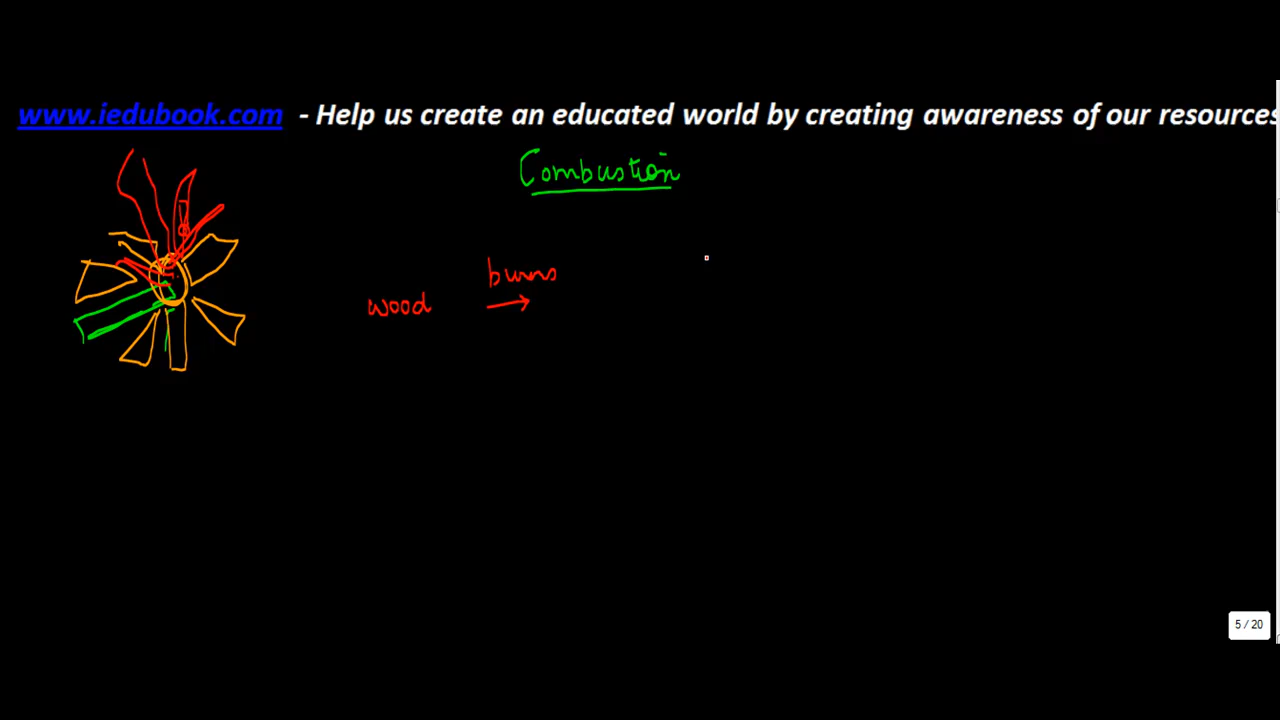 www.iedubook.com - Help us create an educated world by creating awareness of our resources
Combustion
burns
wood
5 / 20